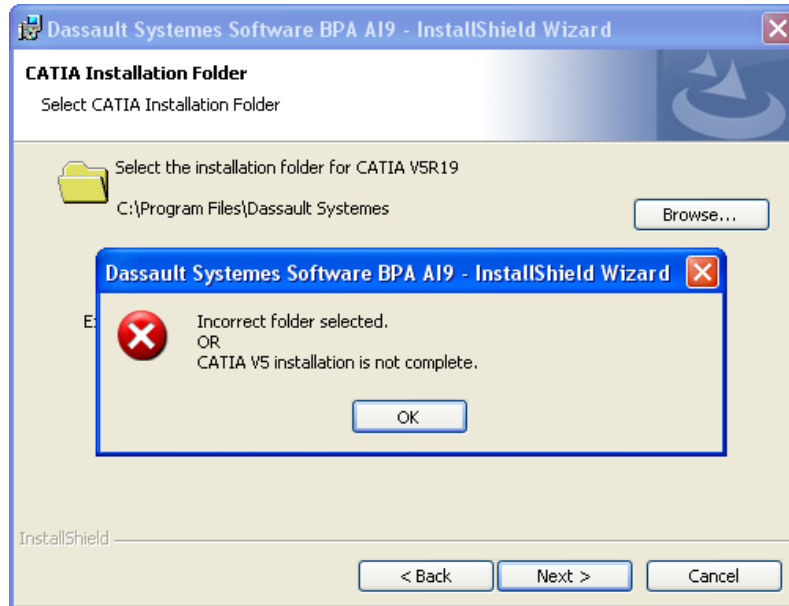 Dassault Systemes Software BPA AI9 - InstallShield Wizard
CATIA Installation Folder
Select CATIA Installation Folder
Select the installation folder for CATIA V5R19
C:\Program Files\Dassault Systemes
Browse...
Dassault Systemes Software BPA AI9 - InstallShield Wizard
E
Incorrect folder selected.
OR
CATIA V5 installation is not complete.
OK
InstallShield
< Back
Next >
Cancel